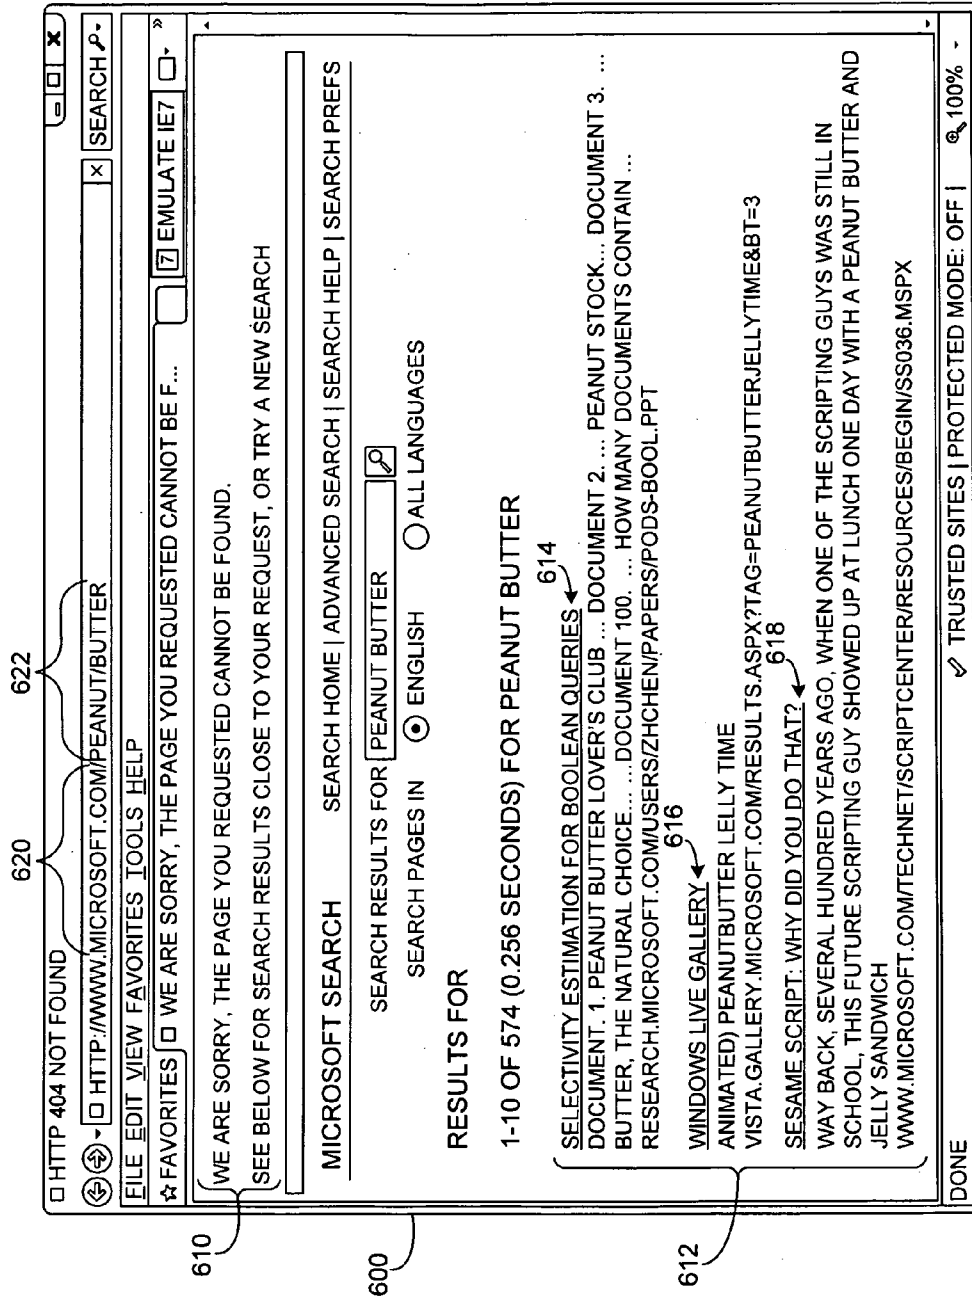 620
622
HTTP 404 NOT FOUND
HTTP://WWW.MICROSOFT.COM/PEANUT/BUTTER
SEARCH
FILE EDIT VIEW FAVORITES TOOLS HELP
FAVORITES
WE ARE SORRY, THE PAGE YOU REQUESTED CANNOT BE F...
7 EMULATE IE7
»
610
WE ARE SORRY, THE PAGE YOU REQUESTED CANNOT BE FOUND.
SEE BELOW FOR SEARCH RESULTS CLOSE TO YOUR REQUEST, OR TRY A NEW SEARCH
600
MICROSOFT SEARCH
SEARCH HOME | ADVANCED SEARCH | SEARCH HELP | SEARCH PREFS
SEARCH RESULTS FOR PEANUT BUTTER
SEARCH PAGES IN ENGLISH ALL LANGUAGES
RESULTS FOR
1-10 OF 574 (0.256 SECONDS) FOR PEANUT BUTTER
612
614
SELECTIVITY ESTIMATION FOR BOOLEAN QUERIES
DOCUMENT. 1. PEANUT BUTTER LOVER'S CLUB ... DOCUMENT 2. ... PEANUT STOCK... DOCUMENT 3. ...
BUTTER, THE NATURAL CHOICE... ... DOCUMENT 100. ... HOW MANY DOCUMENTS CONTAIN ...
RESEARCH.MICROSOFT.COM/USERS/ZHCHEN/PAPERS/PODS-BOOL.PPT
616
WINDOWS LIVE GALLERY
ANIMATED) PEANUTBUTTER LELLY TIME
VISTA.GALLERY.MICROSOFT.COM/RESULTS.ASPX?TAG=PEANUTBUTTERJELLYTIME&BT=3
618
SESAME SCRIPT: WHY DID YOU DO THAT?
WAY BACK, SEVERAL HUNDRED YEARS AGO, WHEN ONE OF THE SCRIPTING GUYS WAS STILL IN
SCHOOL, THIS FUTURE SCRIPTING GUY SHOWED UP AT LUNCH ONE DAY WITH A PEANUT BUTTER AND
JELLY SANDWICH
WWW.MICROSOFT.COM/TECHNET/SCRIPTCENTER/RESOURCES/BEGIN/SS036.MSPX
DONE
TRUSTED SITES | PROTECTED MODE: OFF |
100%